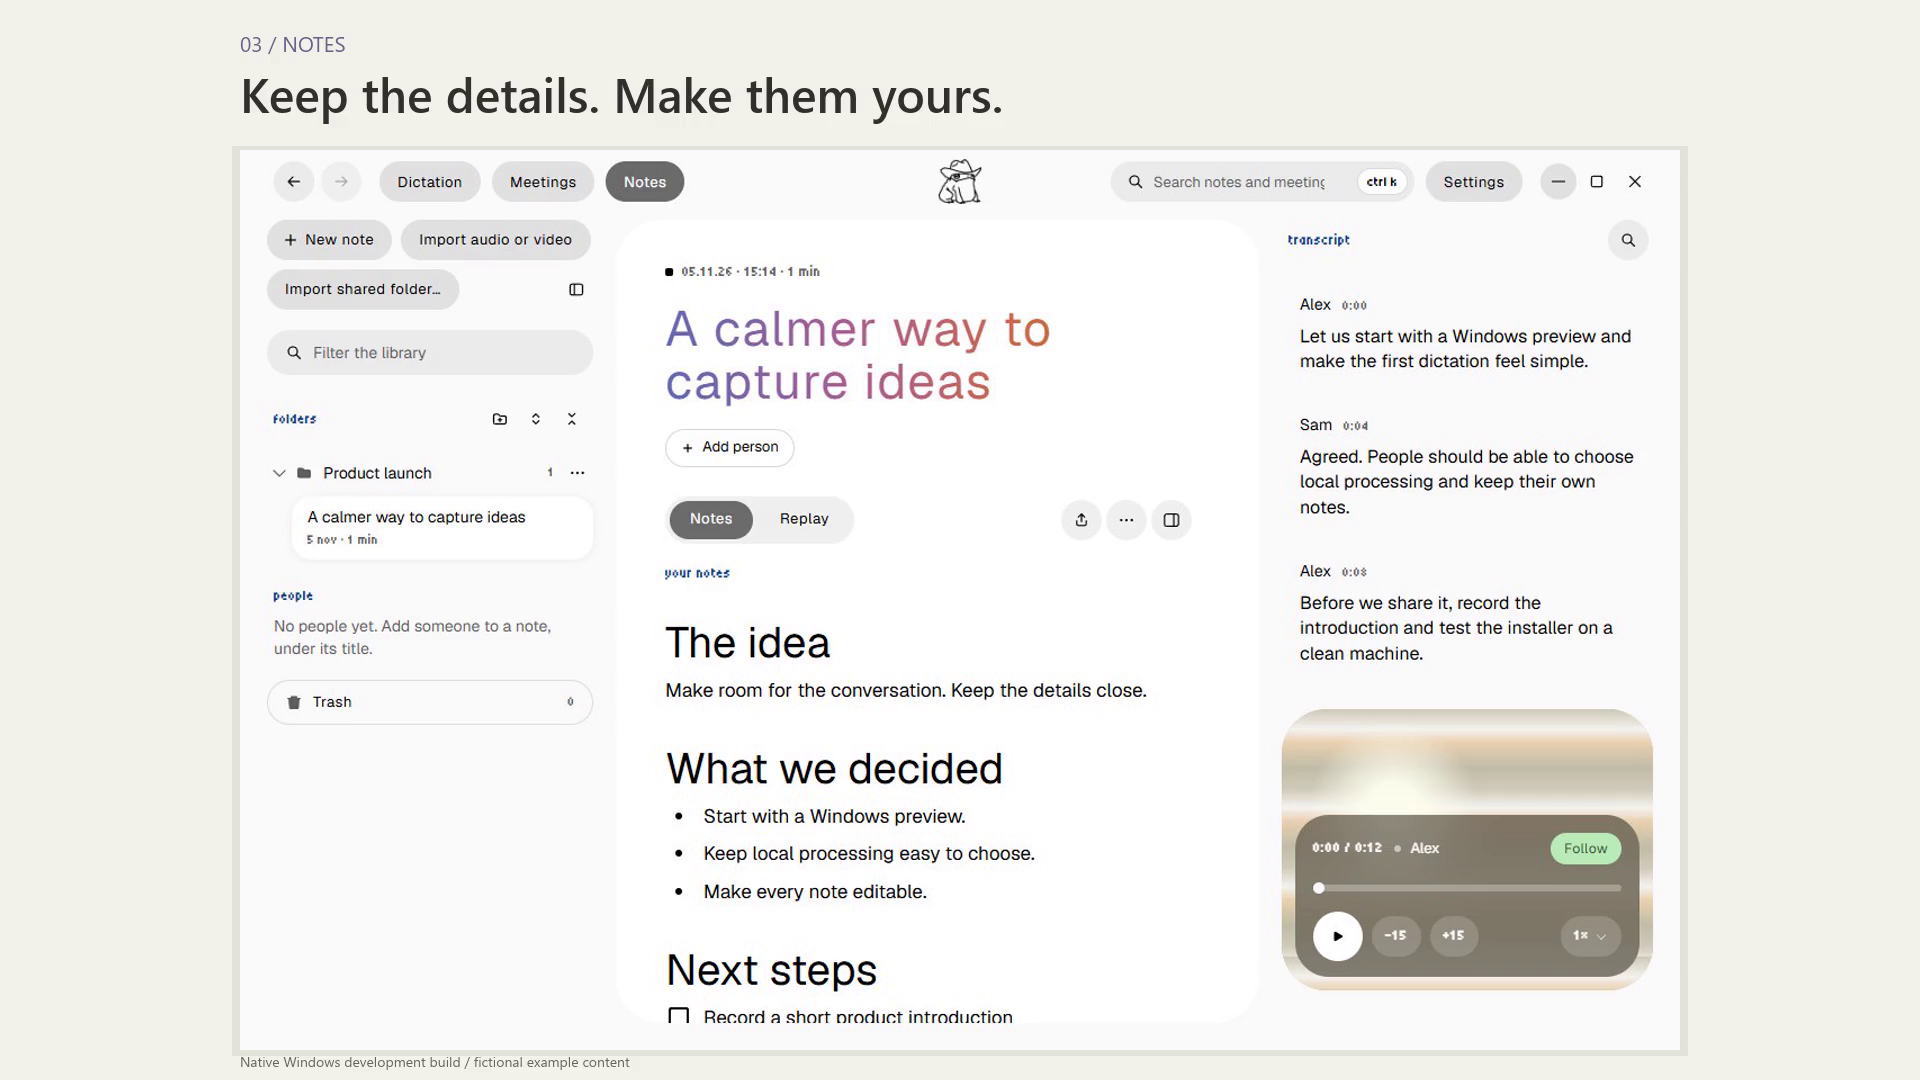 03 / NOTES
Keep the details. Make them yours.
Dictation
Meetings
Notes
Search notes and meeting
ctrl k
Settings
+ New note
Import audio or video
Import shared folder...
Filter the library
folders
Product launch
1
A calmer way to capture ideas
5 nov · 1 min
people
No people yet. Add someone to a note,
under its title.
Trash
0
05.11.26 · 15:14 · 1 min
A calmer way to
capture ideas
+ Add person
Notes
Replay
your notes
The idea
Make room for the conversation. Keep the details close.
What we decided
• Start with a Windows preview.
• Keep local processing easy to choose.
• Make every note editable.
Next steps
Record a short product introduction
transcript
Alex 0:00
Let us start with a Windows preview and
make the first dictation feel simple.
Sam 0:04
Agreed. People should be able to choose
local processing and keep their own
notes.
Alex 0:08
Before we share it, record the
introduction and test the installer on a
clean machine.
0:00 / 0:12 • Alex
Follow
-15
+15
1×
Native Windows development build / fictional example content